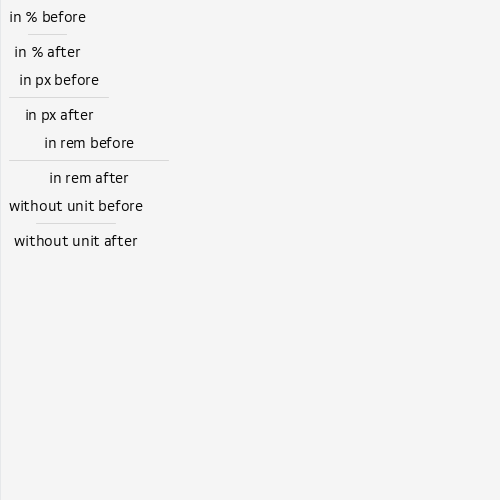 in % before
in % after
in px before
in px after
in rem before
in rem after
without unit before
without unit after